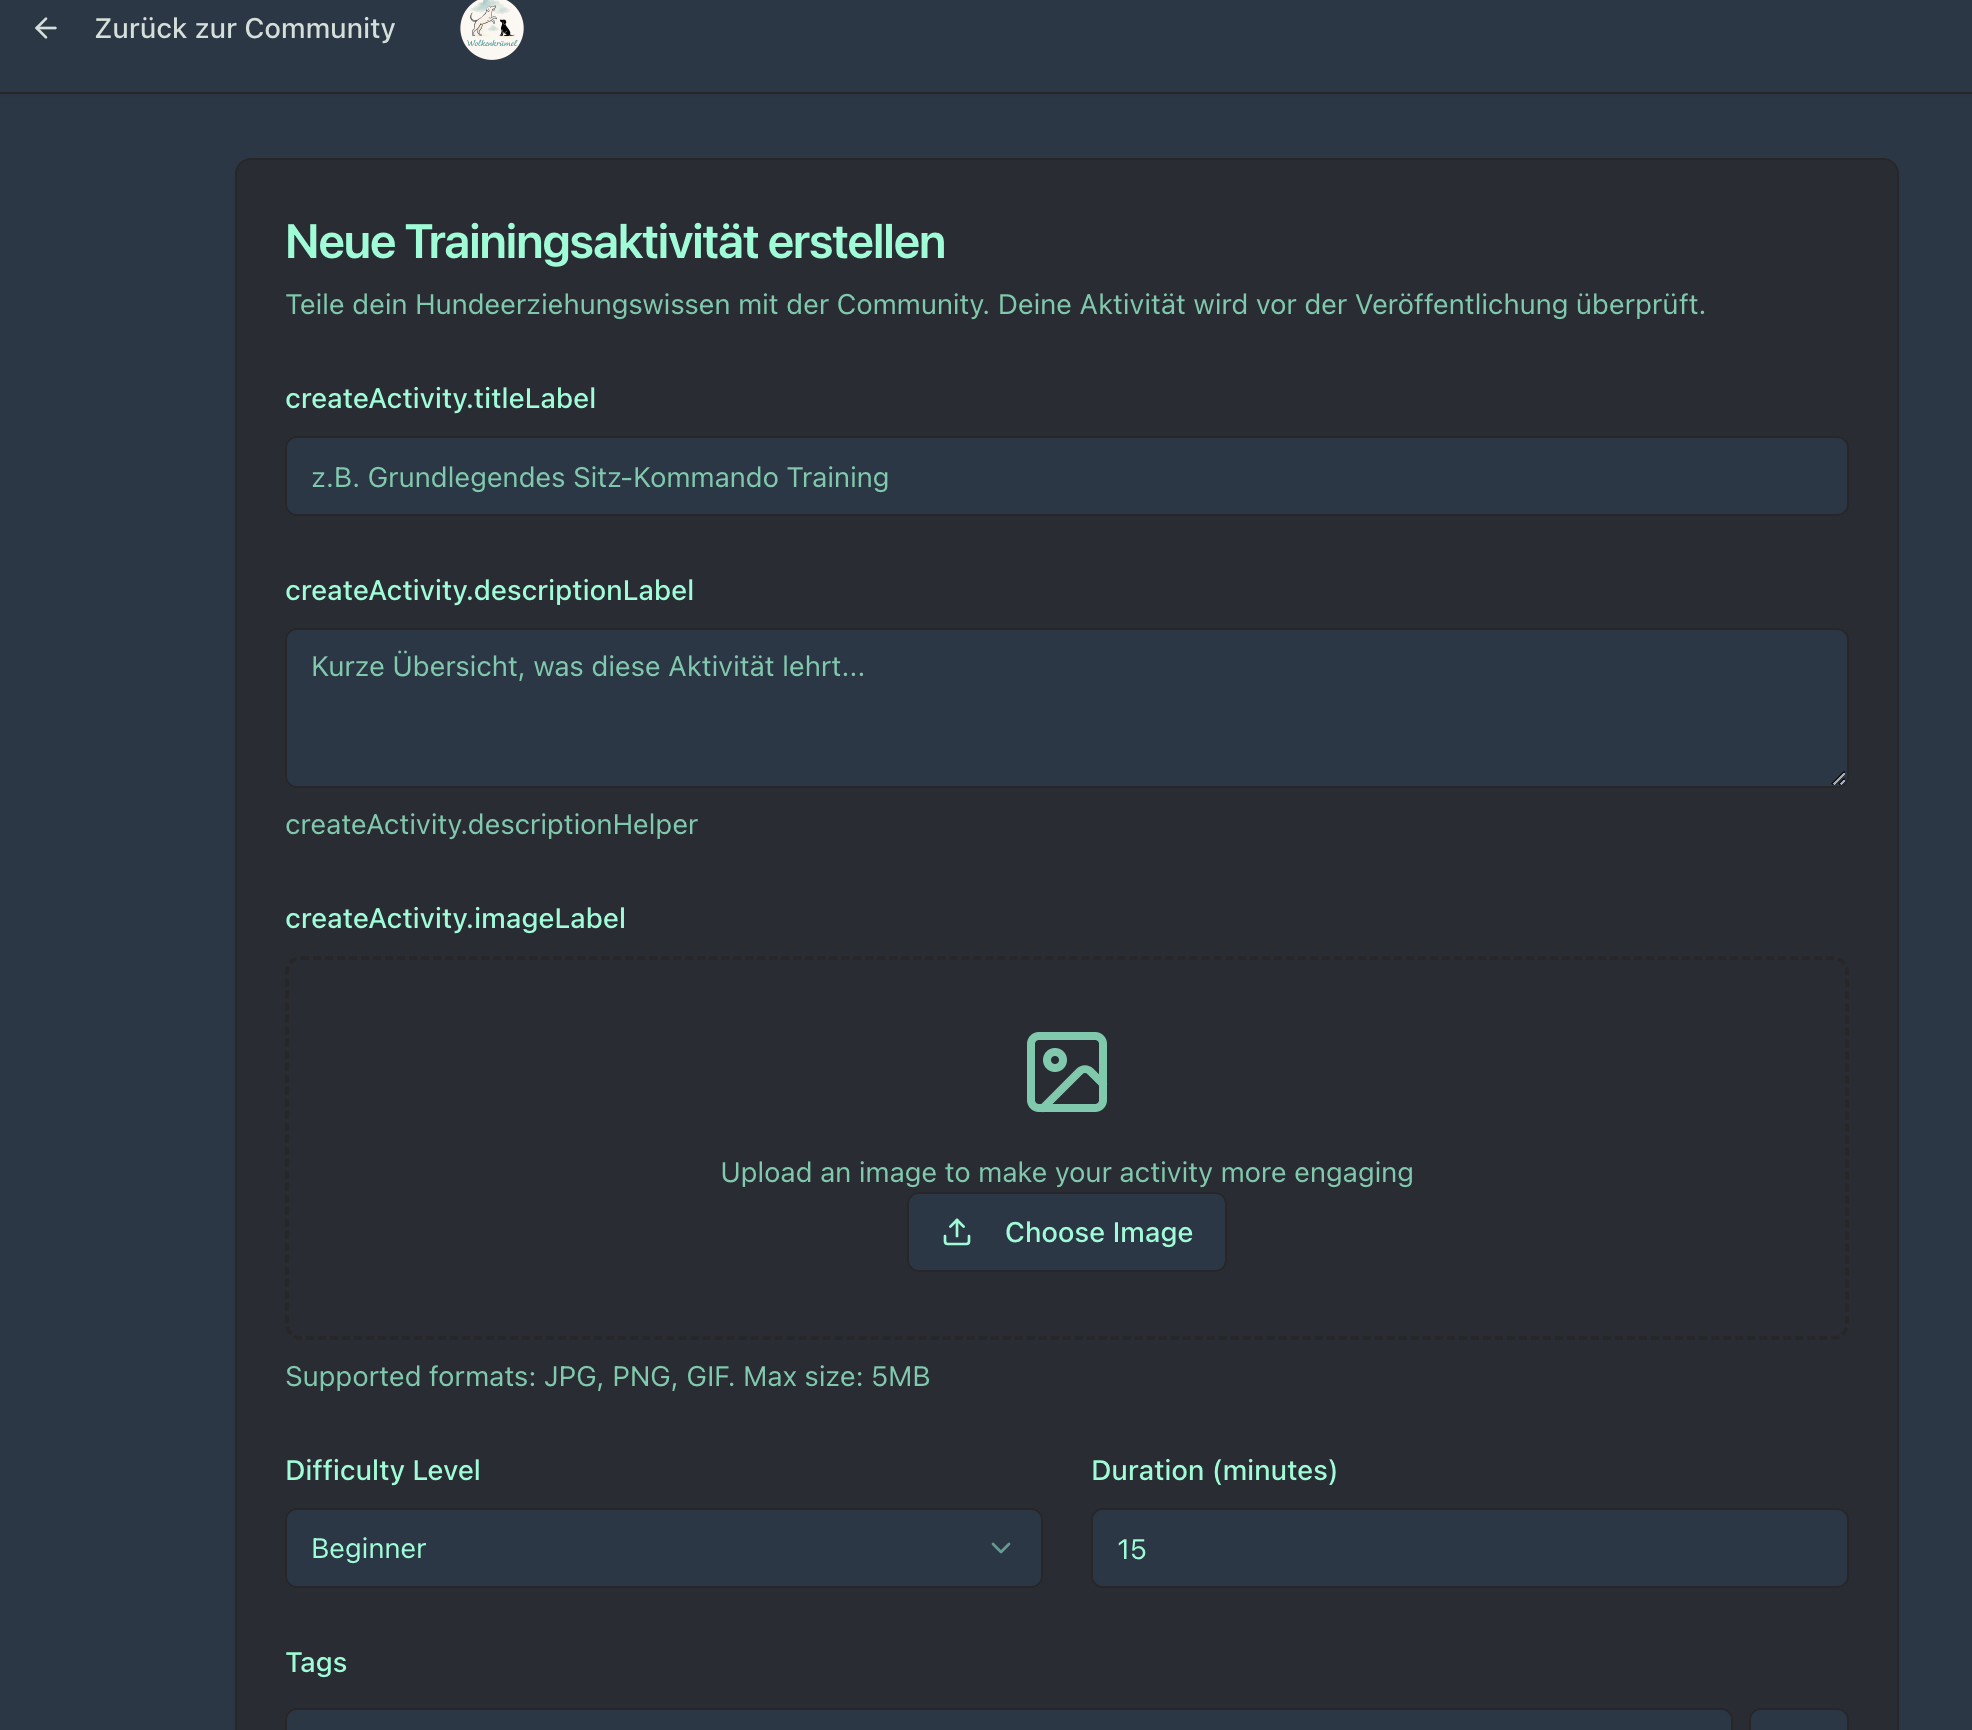 Zurück zur Community
Wolkenkrümel
Neue Trainingsaktivität erstellen
Teile dein Hundeerziehungswissen mit der Community. Deine Aktivität wird vor der Veröffentlichung überprüft.
createActivity.titleLabel
z.B. Grundlegendes Sitz-Kommando Training
createActivity.descriptionLabel
Kurze Übersicht, was diese Aktivität lehrt...
createActivity.descriptionHelper
createActivity.imageLabel
Upload an image to make your activity more engaging
Choose Image
Supported formats: JPG, PNG, GIF. Max size: 5MB
Difficulty Level
Duration (minutes)
Beginner
15
Tags